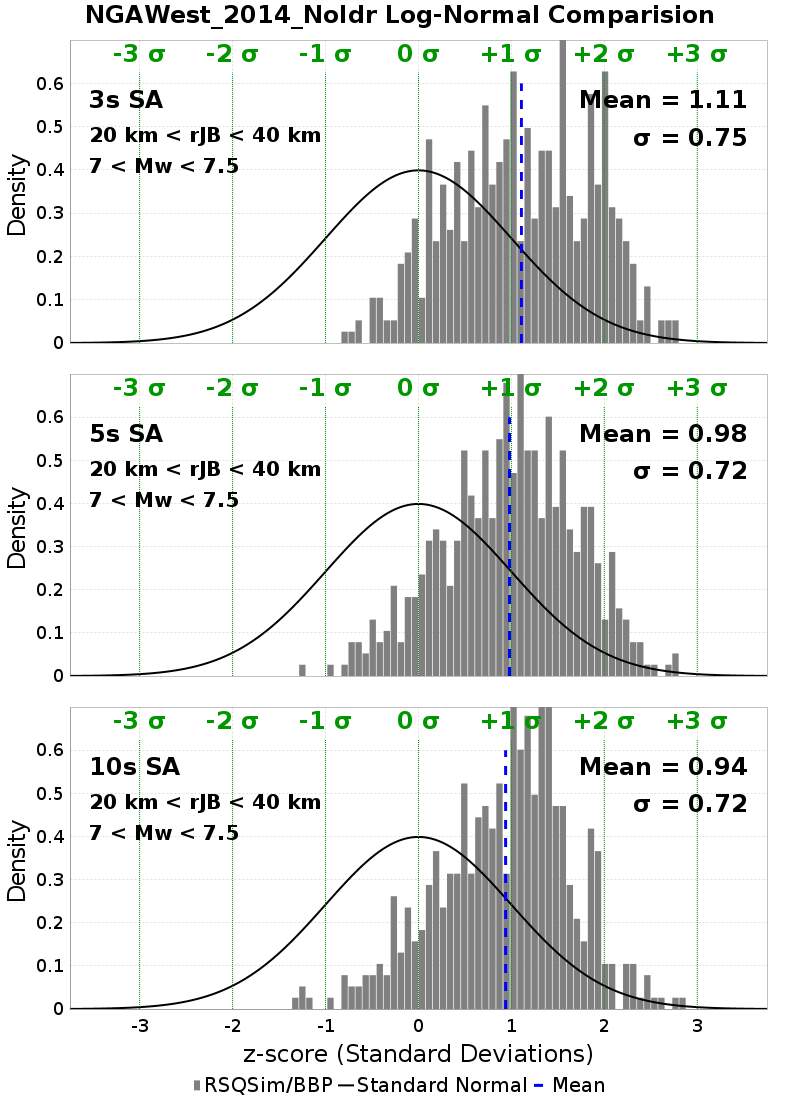 NGAWest_2014_NoIdr Log-Normal Comparision
-3 σ -2 σ -1 σ 0 σ +1 σ +2 σ +3 σ
3s SA
20 km < rJB < 40 km
7 < Mw < 7.5
Mean = 1.11
σ = 0.75
Density
0.6
0.5
0.4
0.3
0.2
0.1
0
-3 σ -2 σ -1 σ 0 σ +1 σ +2 σ +3 σ
5s SA
20 km < rJB < 40 km
7 < Mw < 7.5
Mean = 0.98
σ = 0.72
Density
0.6
0.5
0.4
0.3
0.2
0.1
0
-3 σ -2 σ -1 σ 0 σ +1 σ +2 σ +3 σ
10s SA
20 km < rJB < 40 km
7 < Mw < 7.5
Mean = 0.94
σ = 0.72
Density
0.6
0.5
0.4
0.3
0.2
0.1
0
-3 -2 -1 0 1 2 3
z-score (Standard Deviations)
RSQSim/BBP Standard Normal Mean